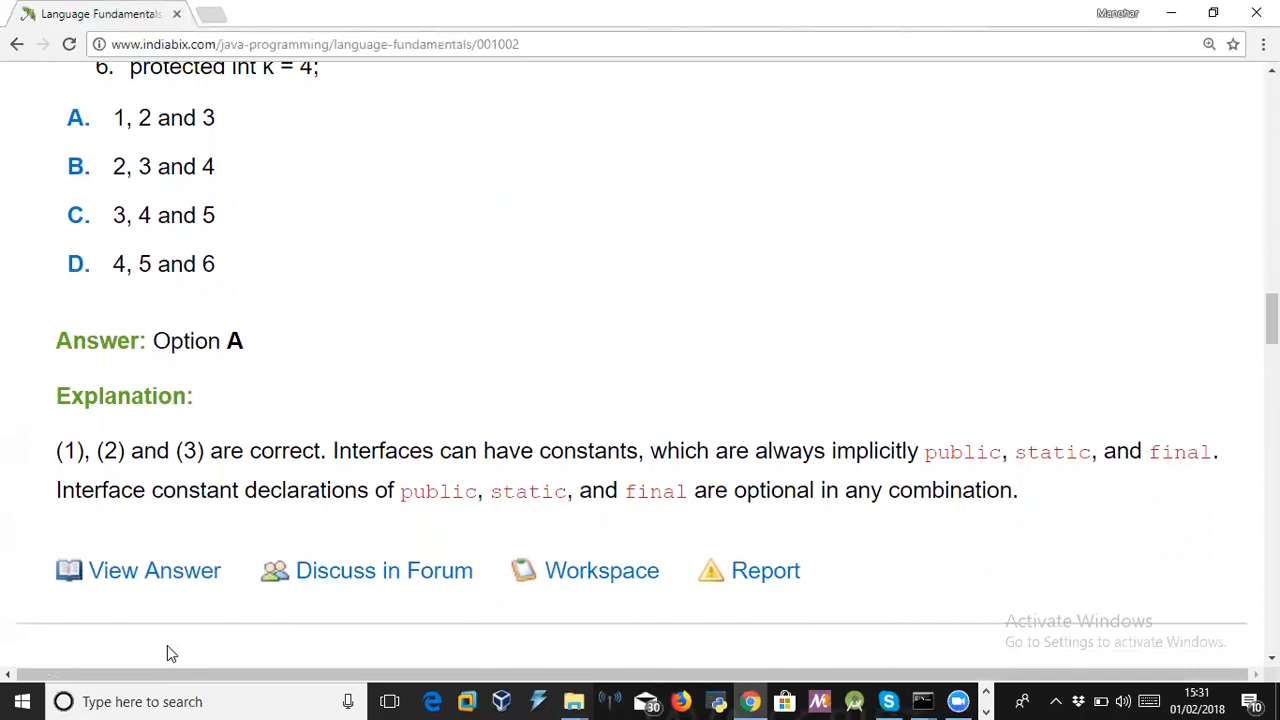 Language Fundamentals
Manohar
www.indiabix.com/java-programming/language-fundamentals/001002
6. protected int k = 4;
A. 1, 2 and 3
B. 2, 3 and 4
C. 3, 4 and 5
D. 4, 5 and 6
Answer: Option A
Explanation:
(1), (2) and (3) are correct. Interfaces can have constants, which are always implicitly public, static, and final.
Interface constant declarations of public, static, and final are optional in any combination.
View Answer Discuss in Forum Workspace Report
Activate Windows
Go to Settings to activate Windows.
Type here to search
30
15:31
01/02/2018
10